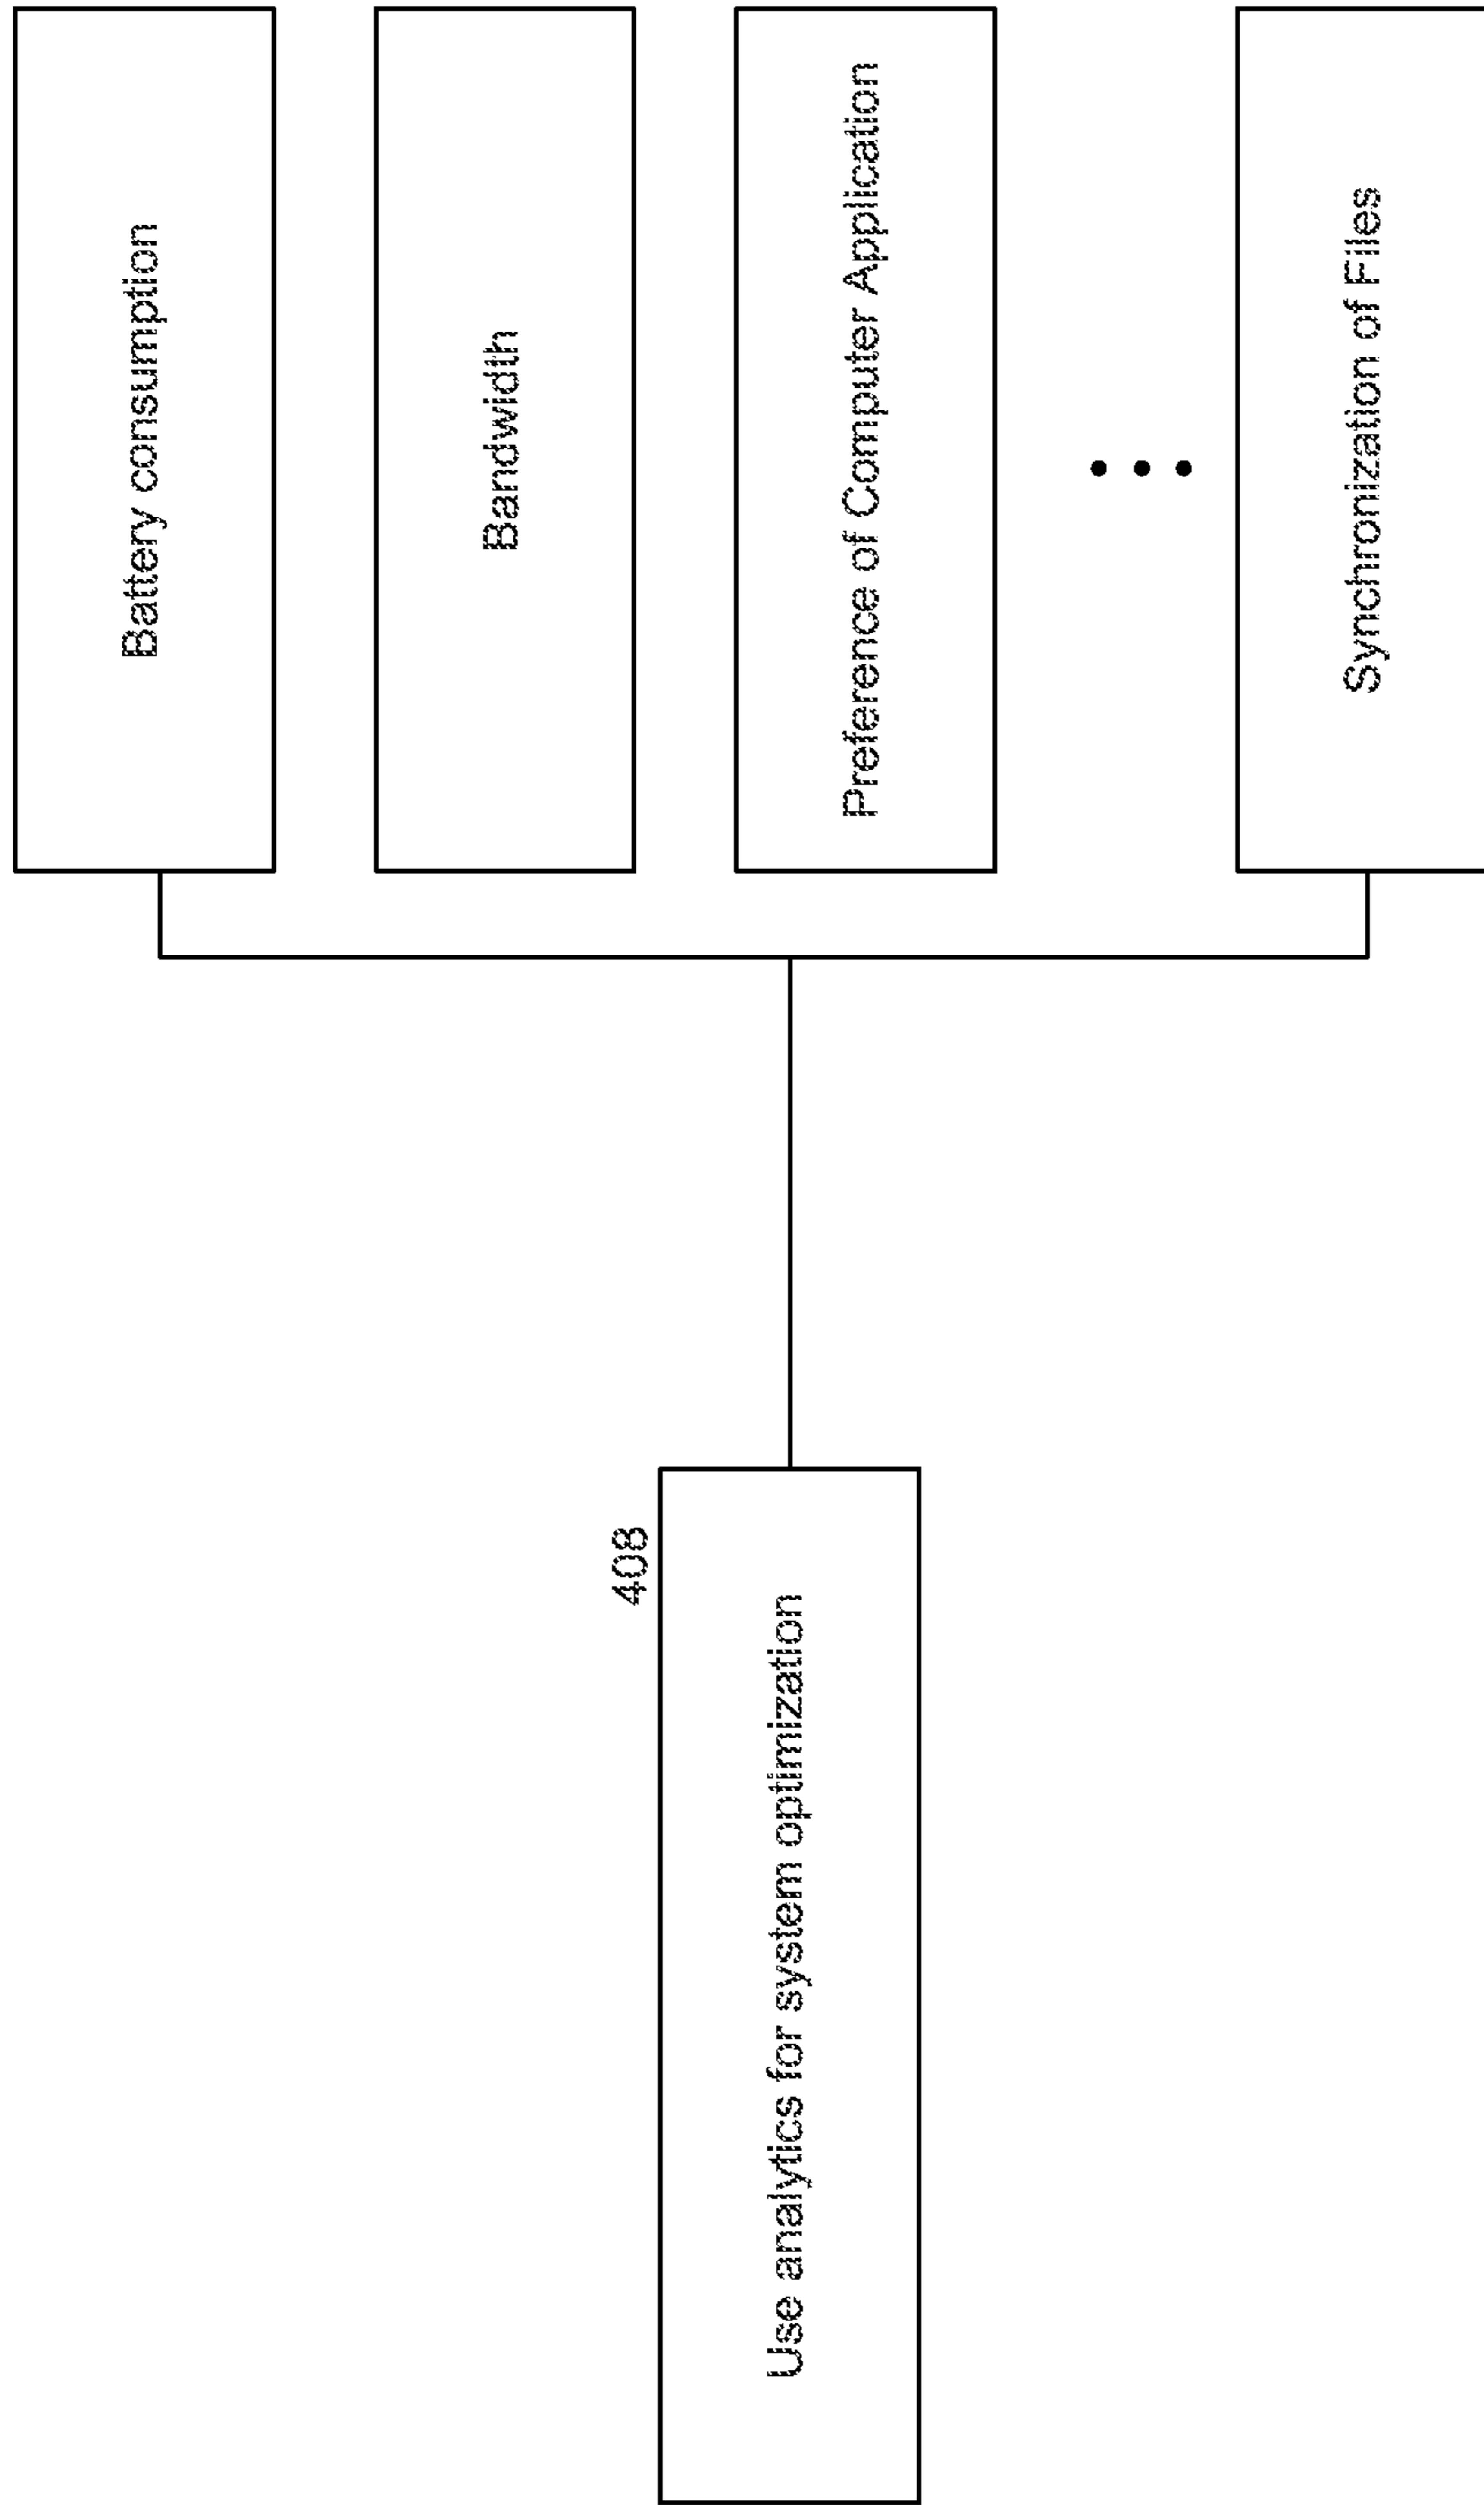 408
Use analytics for system optimization
Battery consumption
Bandwidth
Preference of Computer Application
Synchronization of Files